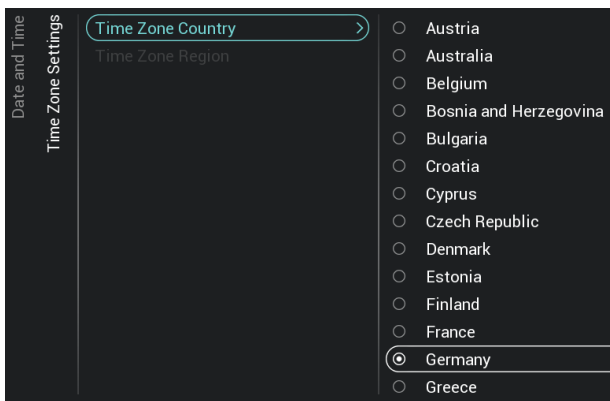 Date and Time
Time Zone Settings
Time Zone Country
Time Zone Region
Austria
Australia
Belgium
Bosnia and Herzegovina
Bulgaria
Croatia
Cyprus
Czech Republic
Denmark
Estonia
Finland
France
Germany
Greece